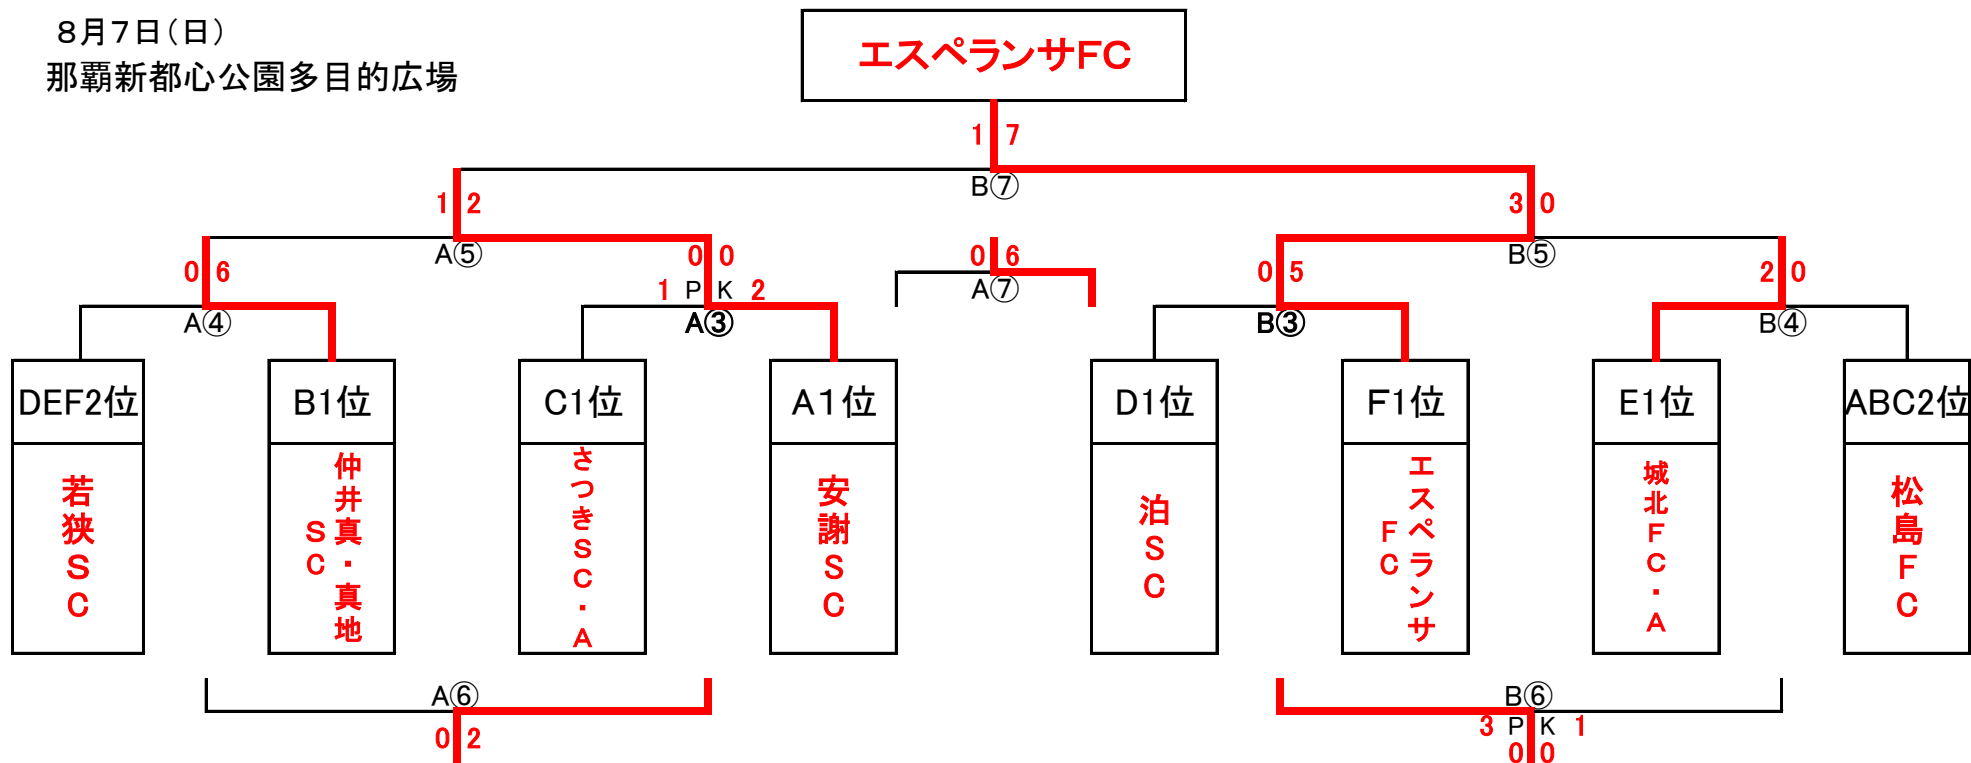 ８月７日（日）
那覇新都心公園多目的広場
エスペランサFC
1 7
B⑦
1 2
3 0
A⑤
0 0
0 6
B⑤
0 6
1 P K 2
A⑦
0 5
2 0
A④
A③
B③
B④
DEF2位
B1位
C1位
A１位
D1位
F1位
E1位
ABC2位
若狭ＳＣ
仲井真・真地
ＳＣ
さつきＳＣ・Ａ
安謝ＳＣ
泊ＳＣ
エスペランサ
ＦＣ
城北ＦＣ・Ａ
松島ＦＣ
A⑥
0 2
B⑥
3 P K 1
0 0